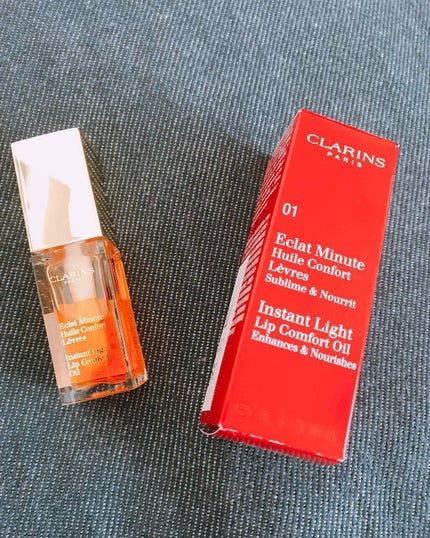 CLARINS
PARIS
Eclat Minute
Huile Confort
Lèvres
Instant Light
Lip Comfort
Oil
CLARINS
PARIS
01
Eclat Minute
Huile Confort
Lèvres
Sublime & Nourrit
Instant Light
Lip Comfort Oil
Enhances & Nourishes